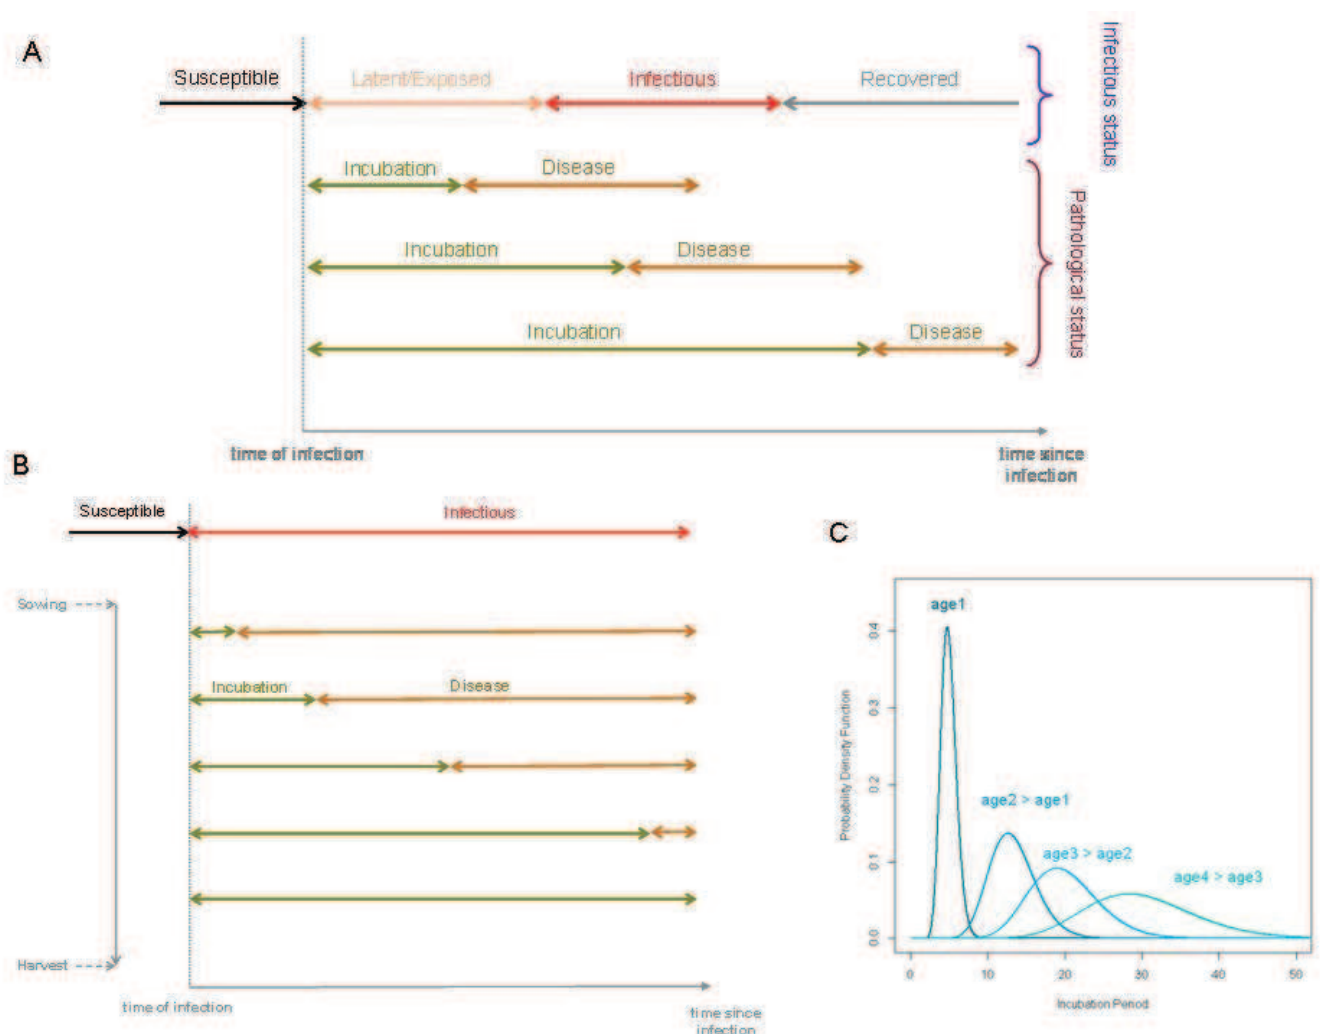 A
Susceptible
Latent/Exposed
Infectious
Recovered
Infectious status
Incubation
Disease
Incubation
Disease
Incubation
Disease
Pathological status
time of infection
time since
infection
B
Susceptible
Infectious
Sowing
Incubation
Disease
Harvest
time of infection
time since
infection
C
age1
age2 > age1
age3 > age2
age4 > age3
Probability Density Function
0.4
0.3
0.2
0.1
0.0
0
10
20
30
40
50
Incubation Period